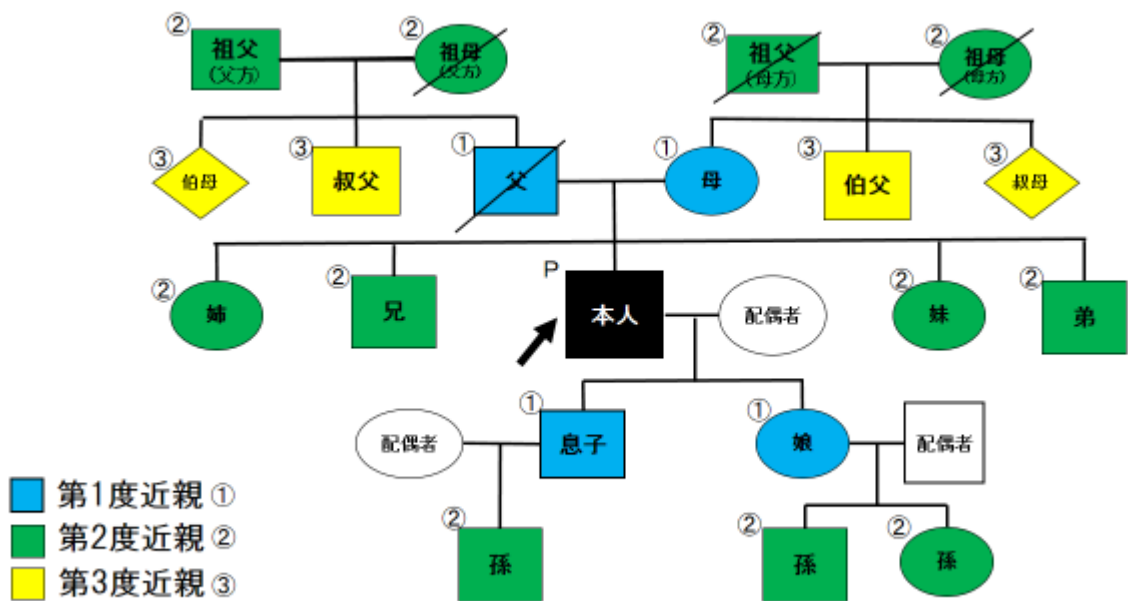 ②
祖父
(父方)
②
祖母
(父方)
②
祖父
(母方)
②
祖母
(母方)
③
伯母
③
叔父
①
父
①
母
③
伯父
③
叔母
②
姉
②
兄
P
本人
配偶者
②
妹
②
弟
配偶者
①
息子
①
娘
配偶者
②
孫
②
孫
②
孫
第1度近親①
第2度近親②
第3度近親③